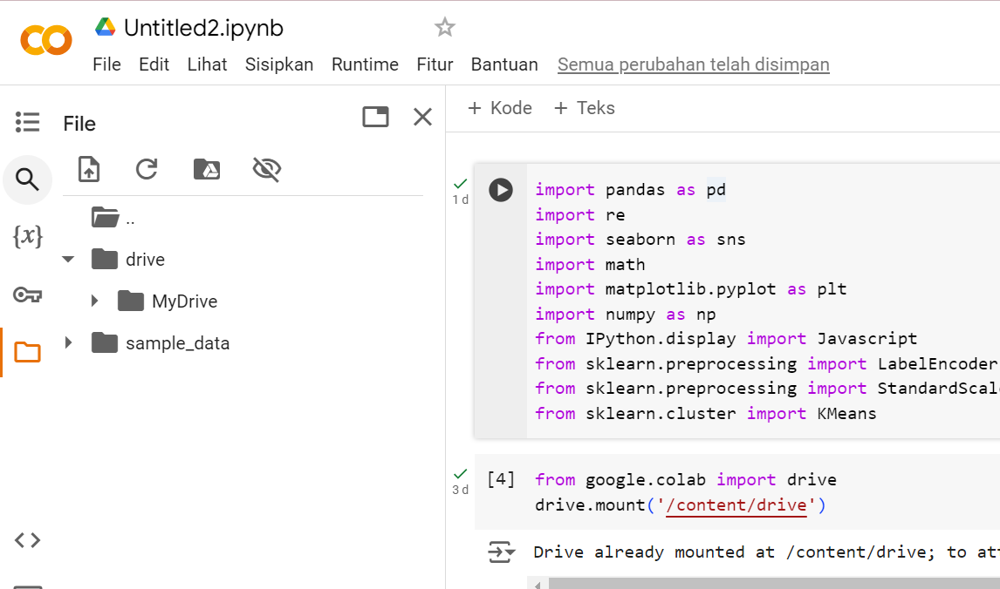 Untitled2.ipynb
File Edit Lihat Sisipkan Runtime Fitur Bantuan Semua perubahan telah disimpan
File
..
drive
MyDrive
sample_data
+ Kode + Teks
1 d
import pandas as pd
import re
import seaborn as sns
import math
import matplotlib.pyplot as plt
import numpy as np
from IPython.display import Javascript
from sklearn.preprocessing import LabelEncoder
from sklearn.preprocessing import StandardScal
from sklearn.cluster import KMeans
3 d
[4] from google.colab import drive
drive.mount('/content/drive')
Drive already mounted at /content/drive; to at